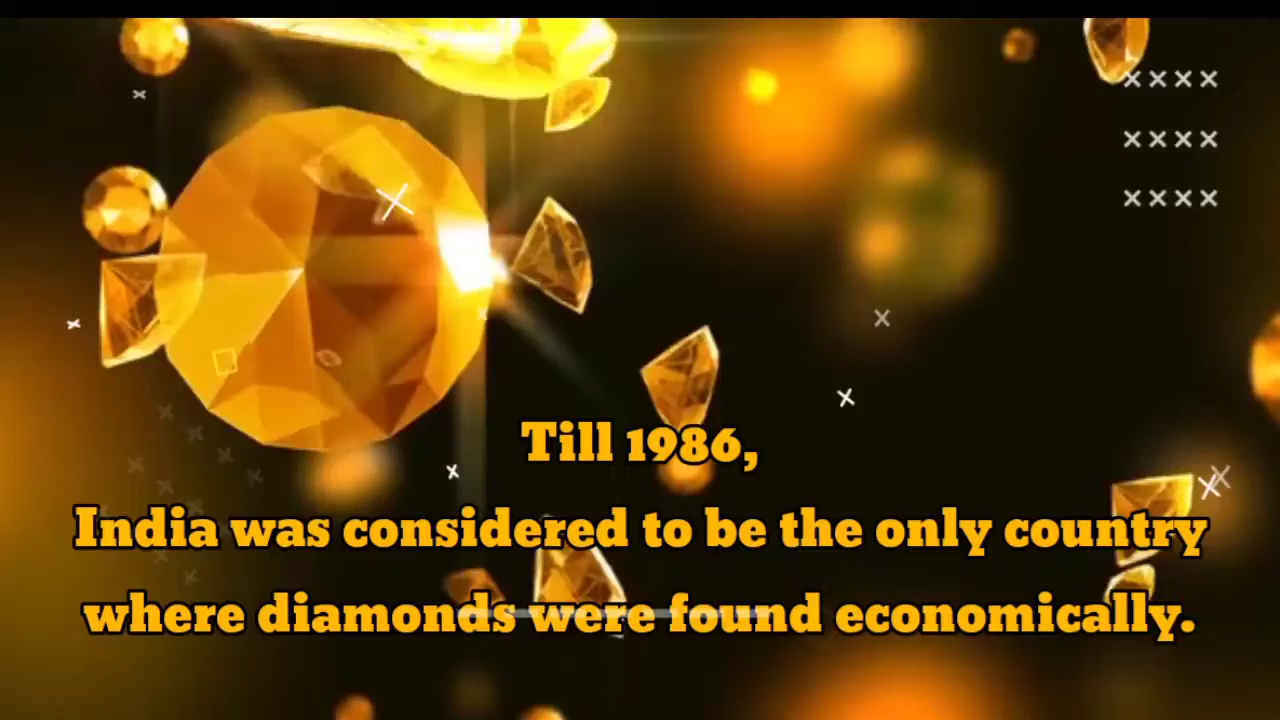 Till 1986,
India was considered to be the only country
where diamonds were found economically.